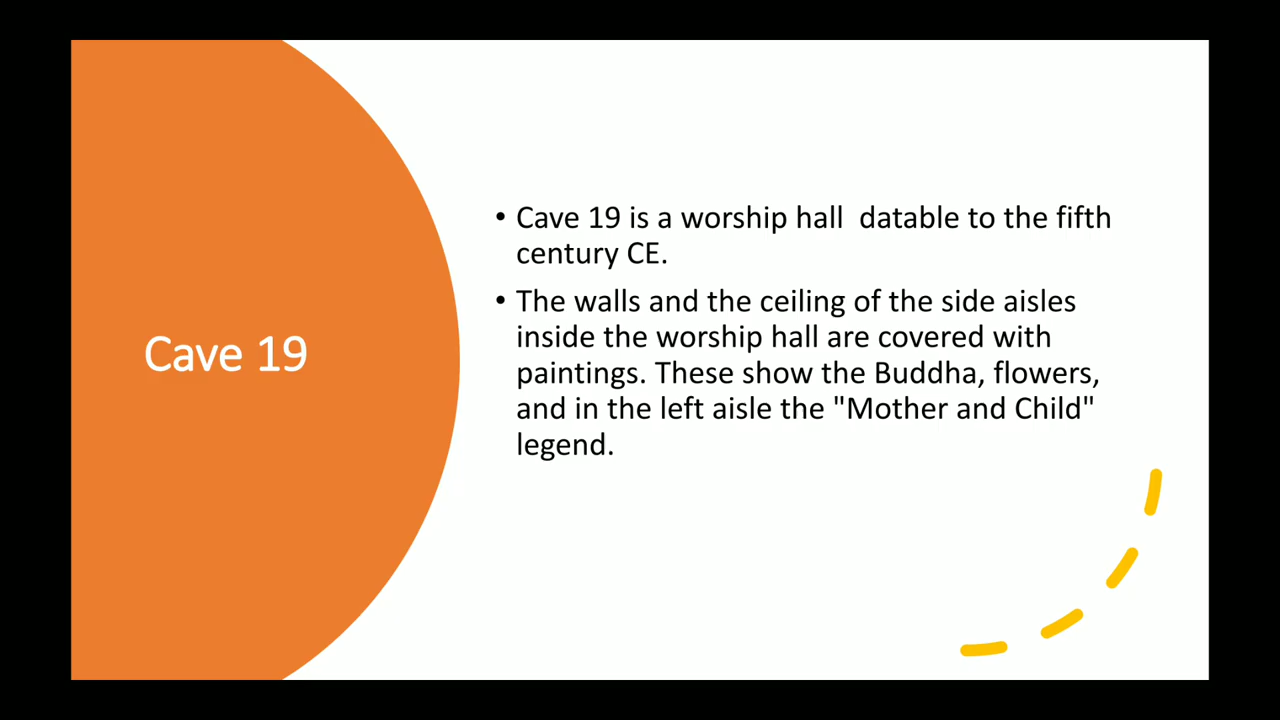 Cave 19
• Cave 19 is a worship hall  datable to the fifth
century CE.
• The walls and the ceiling of the side aisles
inside the worship hall are covered with
paintings. These show the Buddha, flowers,
and in the left aisle the "Mother and Child"
legend.